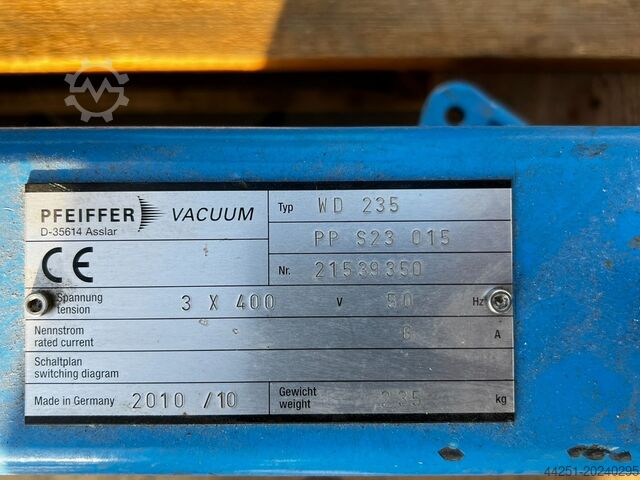 PFEIFFER VACUUM
D-35614 Asslar
CE
Typ WD 235
PP S23 015
Nr. 21539350
Spannung
tension
3 X 400 V 50 Hz
Nennstrom
rated current
6 A
Schaltplan
switching diagram
Made in Germany 2010 /10
Gewicht
weight
235 kg
44251-20240295